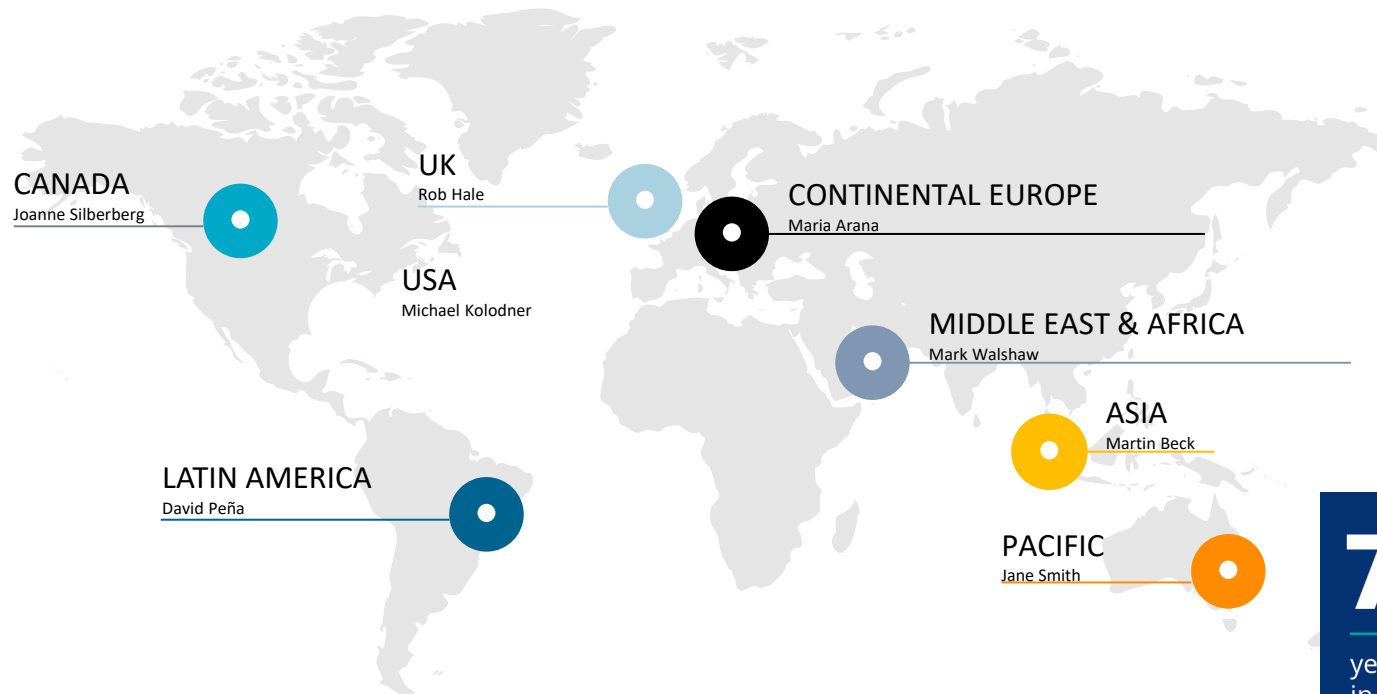 CANADA
Joanne Silberberg
UK
Rob Hale
CONTINENTAL EUROPE
Maria Arana
USA
Michael Kolodner
MIDDLE EAST & AFRICA
Mark Walshaw
ASIA
Martin Beck
LATIN AMERICA
David Peña
PACIFIC
Jane Smith
7